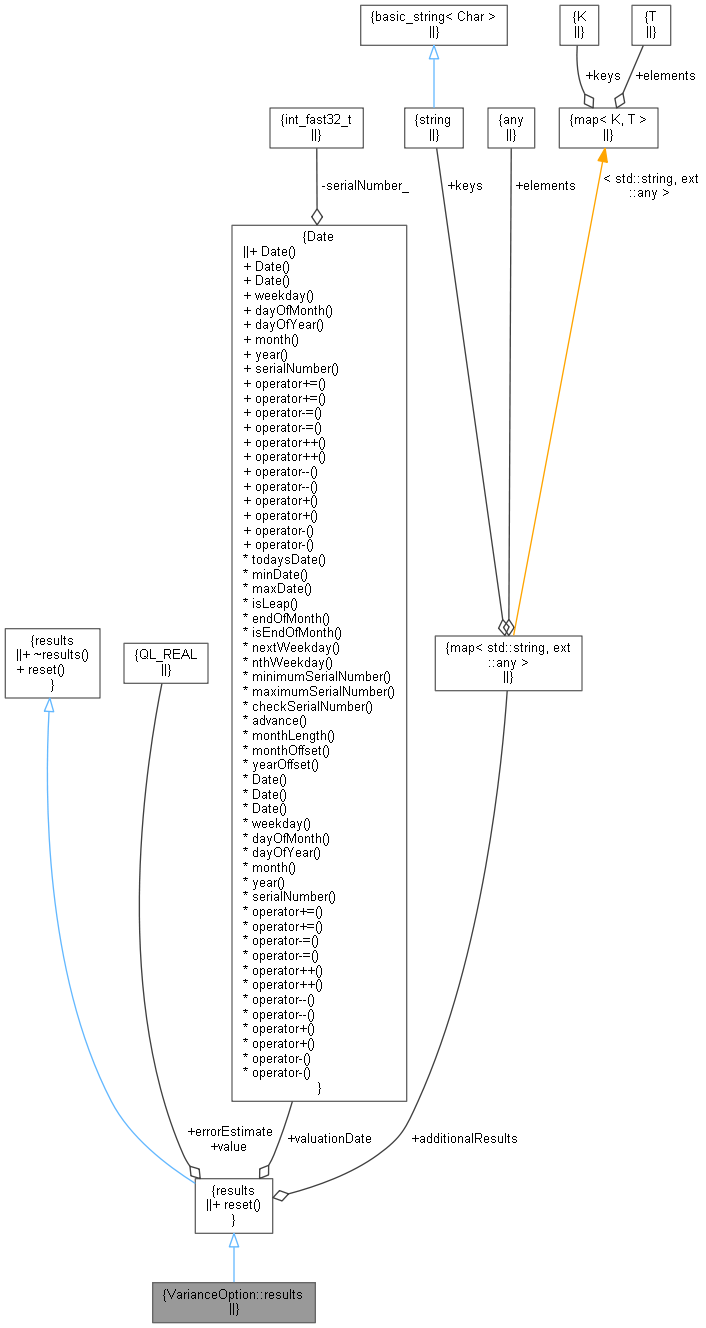 {basic_string< Char >
||}
{K
||}
{T
||}
+keys
+elements
{int_fast32_t
||}
{string
||}
{any
||}
{map< K, T >
||}
-serialNumber_
+keys
+elements
< std::string, ext
::any >
{Date
||+ Date()
+ Date()
+ Date()
+ weekday()
+ dayOfMonth()
+ dayOfYear()
+ month()
+ year()
+ serialNumber()
+ operator+=()
+ operator+=()
+ operator-=()
+ operator-=()
+ operator++()
+ operator++()
+ operator--()
+ operator--()
+ operator+()
+ operator+()
+ operator-()
+ operator-()
* todaysDate()
* minDate()
* maxDate()
* isLeap()
* endOfMonth()
* isEndOfMonth()
* nextWeekday()
* nthWeekday()
* minimumSerialNumber()
* maximumSerialNumber()
* checkSerialNumber()
* advance()
* monthLength()
* monthOffset()
* yearOffset()
* Date()
* Date()
* Date()
* weekday()
* dayOfMonth()
* dayOfYear()
* month()
* year()
* serialNumber()
* operator+=()
* operator+=()
* operator-=()
* operator-=()
* operator++()
* operator++()
* operator--()
* operator--()
* operator+()
* operator+()
* operator-()
* operator-()
}
{results
||+ ~results()
+ reset()
}
{QL_REAL
||}
{map< std::string, ext
::any >
||}
+errorEstimate
+value
+valuationDate
+additionalResults
{results
||+ reset()
}
{VarianceOption::results
||}